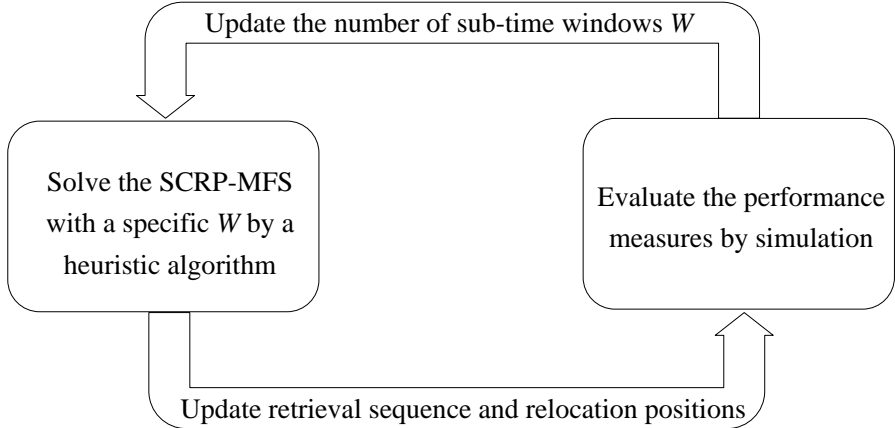 Update the number of sub-time windows W
Solve the SCRP-MFS
with a specific W by a
heuristic algorithm
Evaluate the performance
measures by simulation
Update retrieval sequence and relocation positions